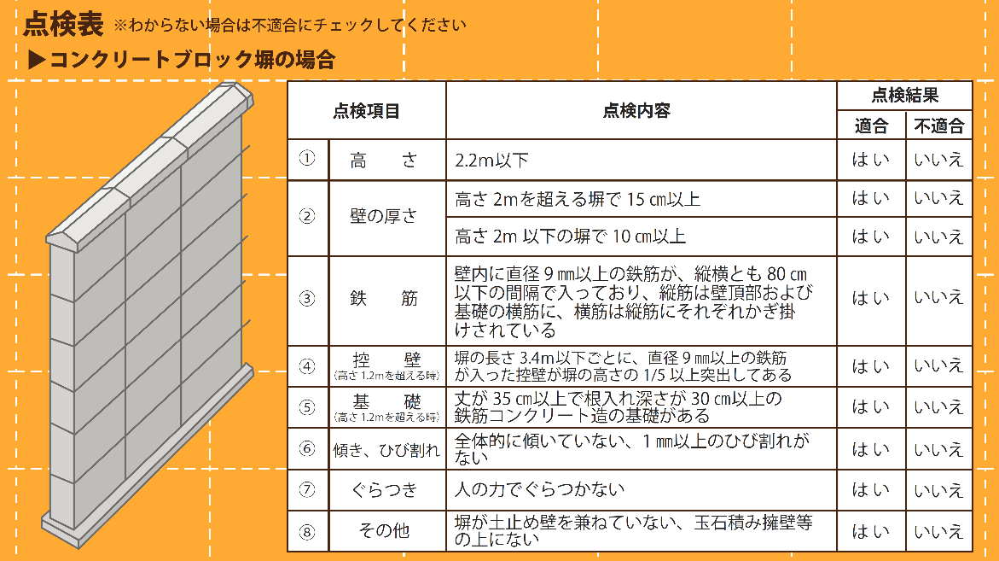 点検表 ※わからない場合は不適合にチェックしてください
▶コンクリートブロック塀の場合
点検項目 点検内容 点検結果
適合 不適合
① 高さ 2.2m以下 はい いいえ
② 壁の厚さ 高さ 2mを超える塀で 15 ㎝以上 はい いいえ
高さ 2m 以下の塀で 10 ㎝以上 はい いいえ
③ 鉄筋 壁内に直径 9 ㎜以上の鉄筋が、縦横とも 80 ㎝
以下の間隔で入っており、縦筋は壁頂部および
基礎の横筋に、横筋は縦筋にそれぞれかぎ掛
けされている はい いいえ
④ 控壁 塀の長さ 3.4m以下ごとに、直径 9 ㎜以上の鉄筋
(高さ 1.2mを超える時) が入った控壁が塀の高さの 1/5 以上突出してある はい いいえ
⑤ 基礎 丈が 35 ㎝以上で根入れ深さが 30 ㎝以上の
(高さ 1.2mを超える時) 鉄筋コンクリート造の基礎がある はい いいえ
⑥ 傾き、ひび割れ 全体的に傾いていない、1 ㎜以上のひび割れが
ない はい いいえ
⑦ ぐらつき 人の力でぐらつかない はい いいえ
⑧ その他 塀が土止め壁を兼ねていない、玉石積み擁壁等
の上にない はい いいえ